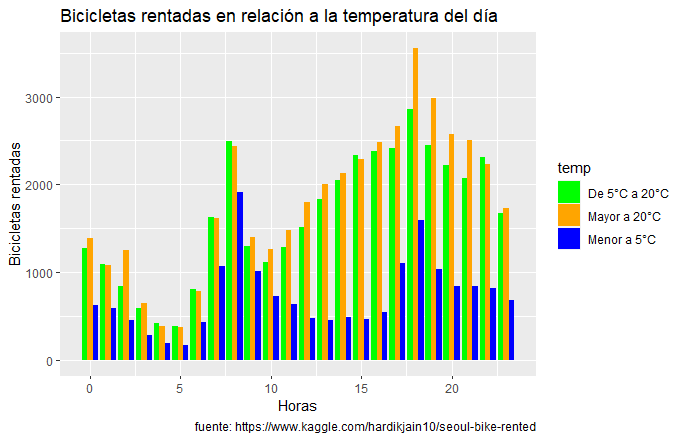 Bicicletas rentadas en relación a la temperatura del día
Bicicletas rentadas
3000
2000
1000
0
0 5 10 15 20
Horas
temp
De 5°C a 20°C
Mayor a 20°C
Menor a 5°C
fuente: https://www.kaggle.com/hardikjain10/seoul-bike-rented